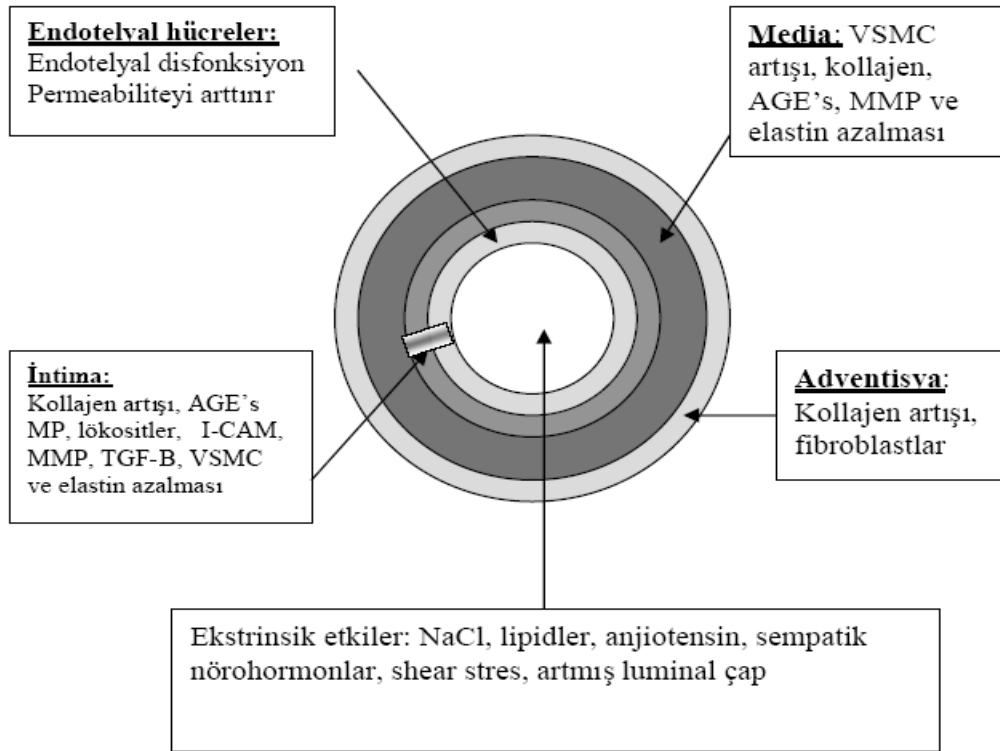 Endotelyal hücreler:
Endotelyal disfonksiyon
Permeabiliteyi arttırır
Media: VSMC
artışı, kollajen,
AGE's, MMP ve
elastin azalması
İntima:
Kollajen artışı, AGE's
MP, lökositler, I-CAM,
MMP, TGF-B, VSMC
ve elastin azalması
Adventisya:
Kollajen artışı,
fibroblastlar
Ekstrinsik etkiler: NaCl, lipidler, anjiotensin, sempatik
nörohormonlar, shear stres, artmış luminal çap